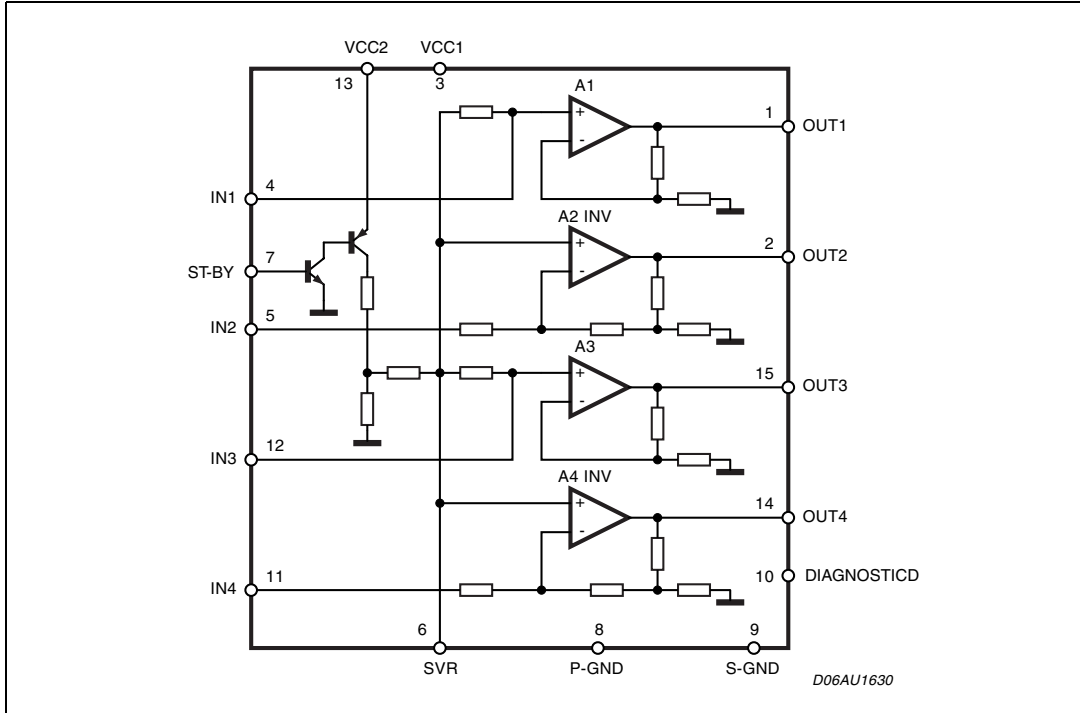 VCC2 VCC1
13 3
A1
+
-
1 OUT1
IN1 4
A2 INV
+
-
2 OUT2
ST-BY 7
IN2 5
A3
+
-
15 OUT3
IN3 12
A4 INV
+
-
14 OUT4
IN4 11
10 DIAGNOSTICD
6 8 9
SVR P-GND S-GND
D06AU1630